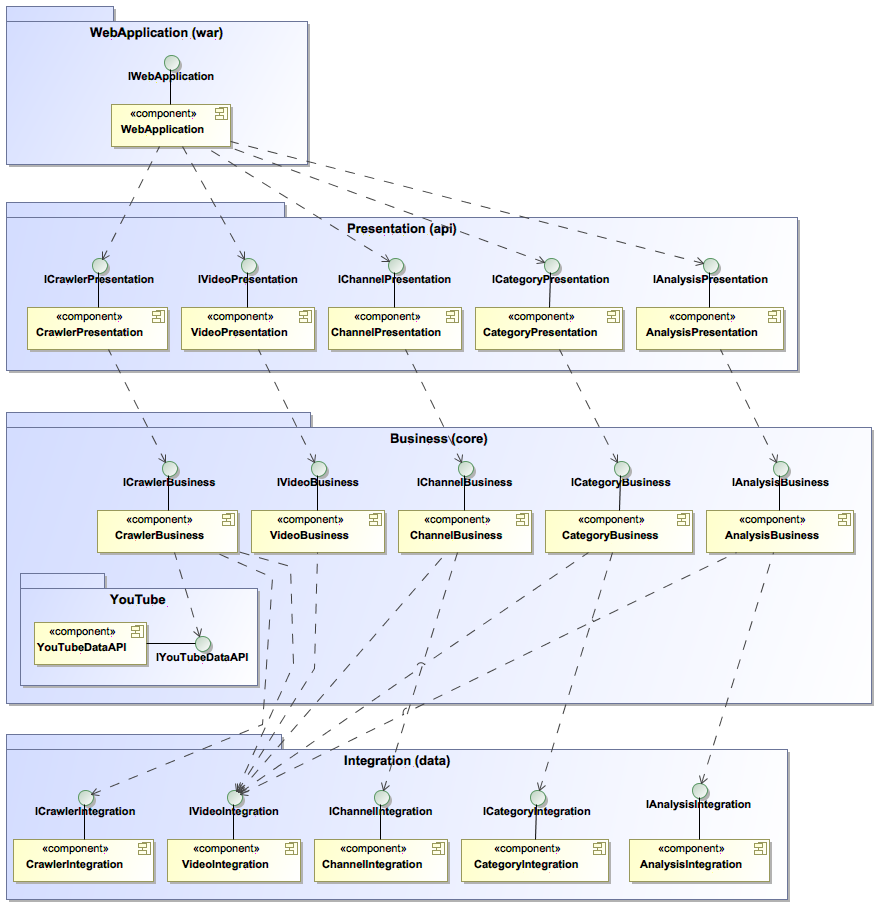 WebApplication (war)
IWebApplication
«component»
WebApplication
Presentation (api)
ICrawlerPresentation IVideoPresentation IChannelPresentation ICategoryPresentation IAnalysisPresentation
«component» «component» «component» «component» «component»
CrawlerPresentation VideoPresentation ChannelPresentation CategoryPresentation AnalysisPresentation
Business (core)
ICrawlerBusiness IVideoBusiness IChannelBusiness ICategoryBusiness IAnalysisBusiness
«component» «component» «component» «component» «component»
CrawlerBusiness VideoBusiness ChannelBusiness CategoryBusiness AnalysisBusiness
YouTube
«component»
YouTubeDataAPI
IYouTubeDataAPI
Integration (data)
ICrawlerIntegration IVideoIntegration IChannelIntegration ICategoryIntegration IAnalysisIntegration
«component» «component» «component» «component» «component»
CrawlerIntegration VideoIntegration ChannelIntegration CategoryIntegration AnalysisIntegration